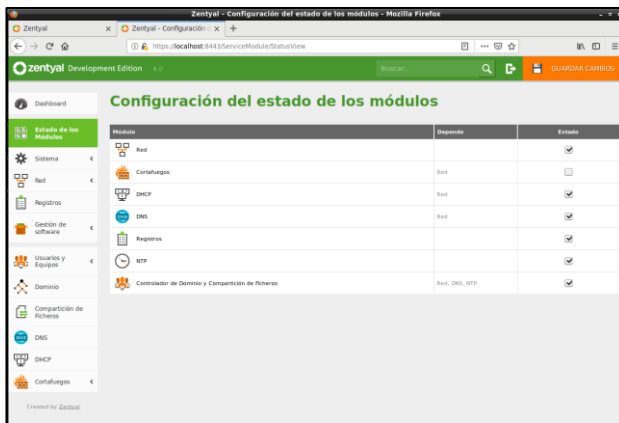 Zentyal - Configuración del estado de los módulos - Mozilla Firefox
Zentyal
Zentyal - Configuración d
https://localhost:8443/ServiceModule/StatusView
zentyal Development Edition 6.0
Buscar...
GUARDAR CAMBIOS
Dashboard
Estado de los
Módulos
Sistema
Red
Registros
Gestión de
software
Usuarios y
Equipos
Dominio
Compartición de
Ficheros
DNS
DHCP
Cortafuegos
Created by Zentyal
Configuración del estado de los módulos
Módulo Depende Estado
Red
Cortafuegos Red
DHCP Red
DNS Red
Registros
NTP
Controlador de Dominio y Compartición de Ficheros Red, DNS, NTP